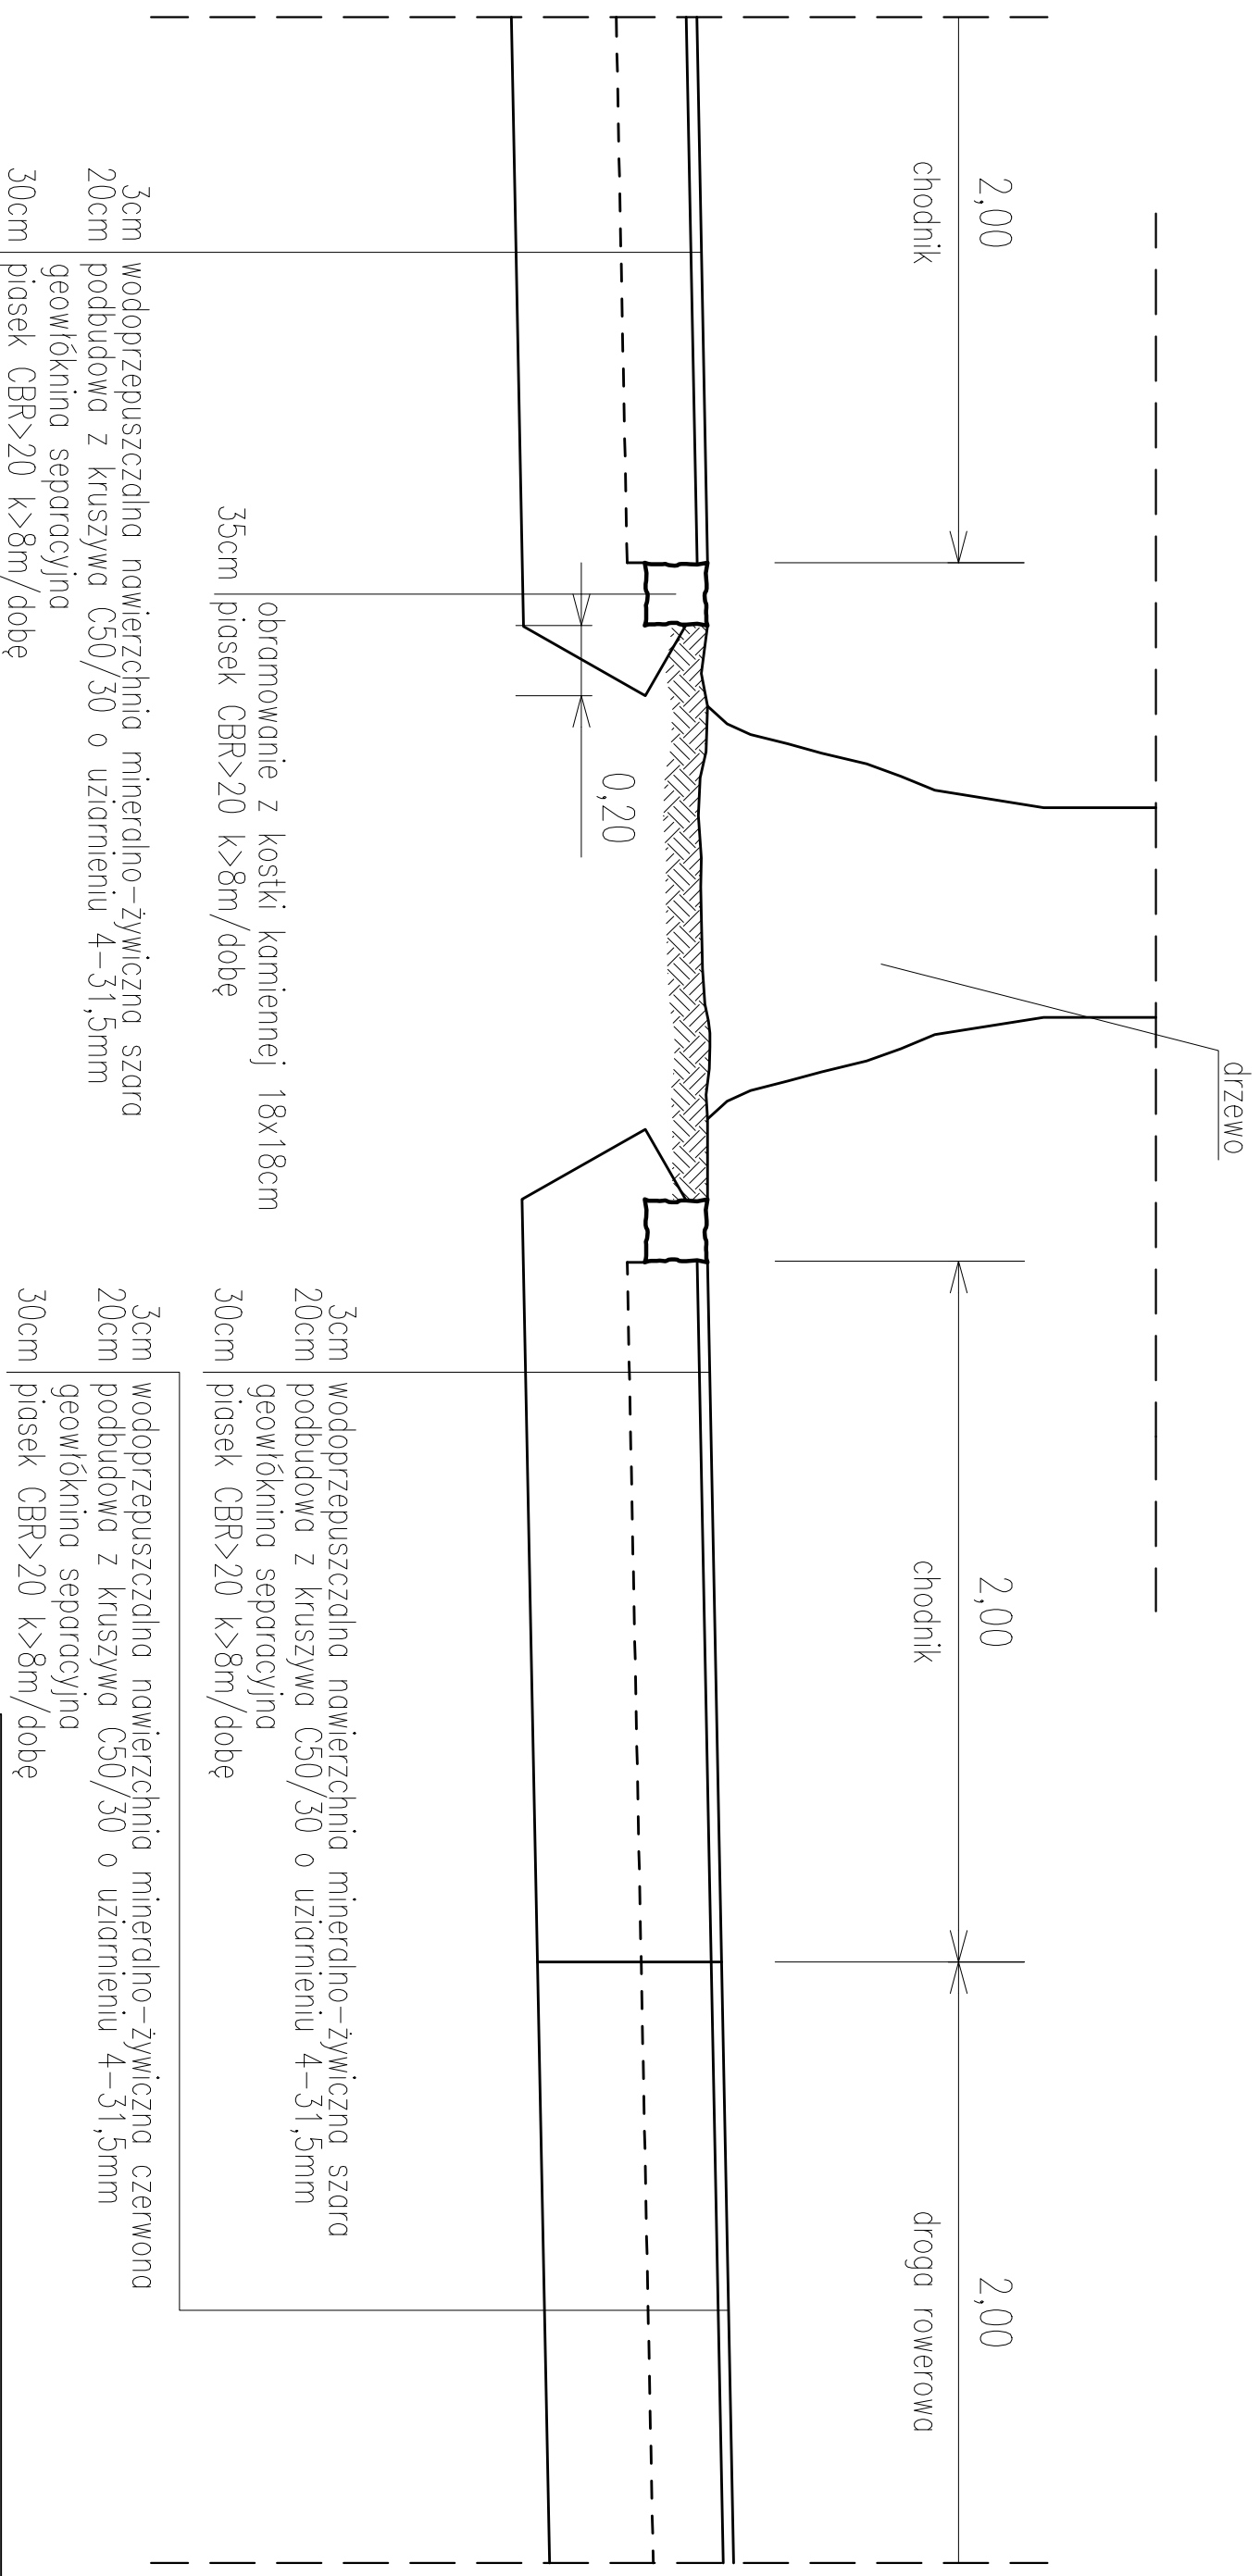 drzewo
2,00
chodnik
2,00
chodnik
2,00
droga rowerowa
0,20
obramowanie z kostki kamiennej 18x18cm
35cm piasek CBR>20 k>8m/dobę
3cm wodoprzepuszczalna nawierzchnia mineralno-żywiczna szara
20cm podbudowa z kruszywa C50/30 o uziarnieniu 4-31,5mm
geowłóknina separacyjna
30cm piasek CBR>20 k>8m/dobę
3cm wodoprzepuszczalna nawierzchnia mineralno-żywiczna szara
20cm podbudowa z kruszywa C50/30 o uziarnieniu 4-31,5mm
geowłóknina separacyjna
30cm piasek CBR>20 k>8m/dobę
3cm wodoprzepuszczalna nawierzchnia mineralno-żywiczna czerwona
20cm podbudowa z kruszywa C50/30 o uziarnieniu 4-31,5mm
geowłóknina separacyjna
30cm piasek CBR>20 k>8m/dobę